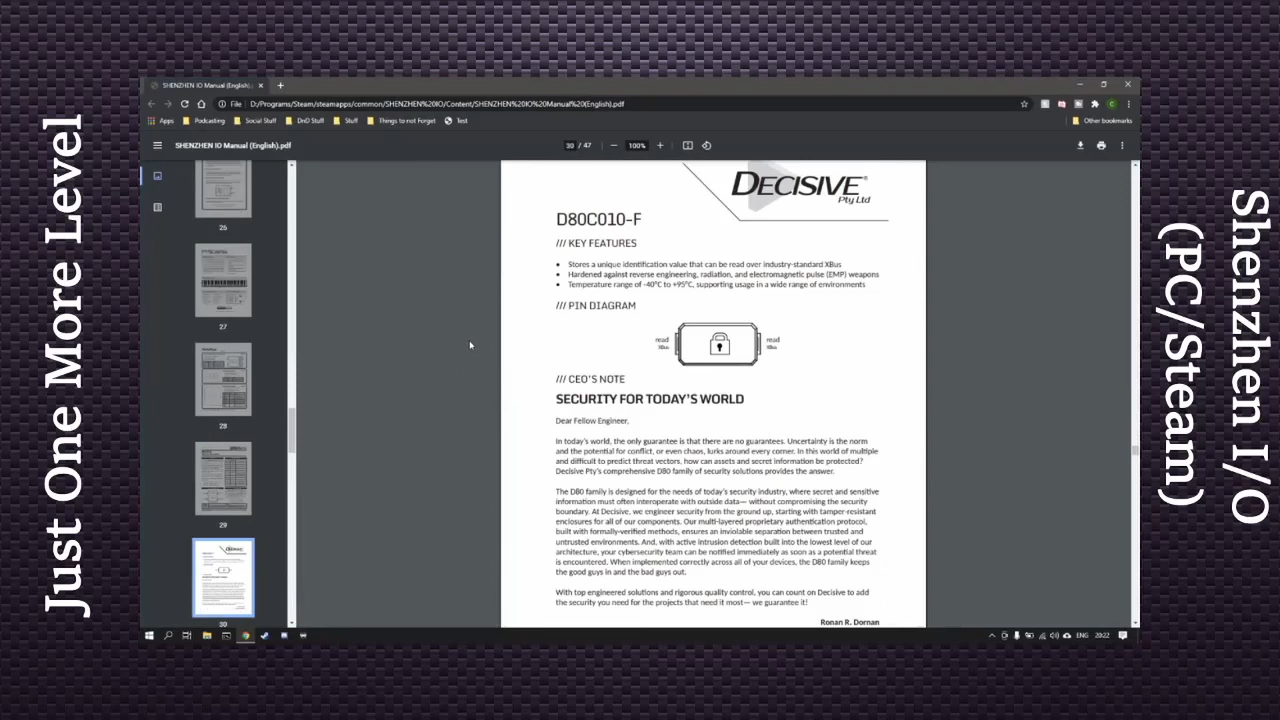 Just One More Level
SHENZHEN IO Manual (English).
File D:/Programs/Steam/steamapps/common/SHENZHEN%20IO/Content/SHENZHEN%20IO%20Manual%20(English).pdf
Apps Podcasting Social Stuff DnD Stuff Stuff Things to not Forget Test Other bookmarks
SHENZHEN IO Manual (English).pdf 30 / 47 100%
26
27
28
29
30
DECISIVE®
Pty Ltd
D80C010-F
/// KEY FEATURES
• Stores a unique identification value that can be read over industry-standard XBus
• Hardened against reverse engineering, radiation, and electromagnetic pulse (EMP) weapons
• Temperature range of -40°C to +95°C, supporting usage in a wide range of environments
/// PIN DIAGRAM
read read
XBus XBus
/// CEO'S NOTE
SECURITY FOR TODAY'S WORLD
Dear Fellow Engineer,
In today's world, the only guarantee is that there are no guarantees. Uncertainty is the norm
and the potential for conflict, or even chaos, lurks around every corner. In this world of multiple
and difficult to predict threat vectors, how can assets and secret information be protected?
Decisive Pty's comprehensive D80 family of security solutions provides the answer.
The D80 family is designed for the needs of today's security industry, where secret and sensitive
information must often interoperate with outside data— without compromising the security
boundary. At Decisive, we engineer security from the ground up, starting with tamper-resistant
enclosures for all of our components. Our multi-layered proprietary authentication protocol,
built with formally-verified methods, ensures an inviolable separation between trusted and
untrusted environments. And, with active intrusion detection built into the lowest level of our
architecture, your cybersecurity team can be notified immediately as soon as a potential threat
is encountered. When implemented correctly across all of your devices, the D80 family keeps
the good guys in and the bad guys out.
With top engineered solutions and rigorous quality control, you can count on Decisive to add
the security you need for the projects that need it most— we guarantee it!
Ronan R. Dornan
ENG 20:22
Shenzhen I/O
(PC/Steam)